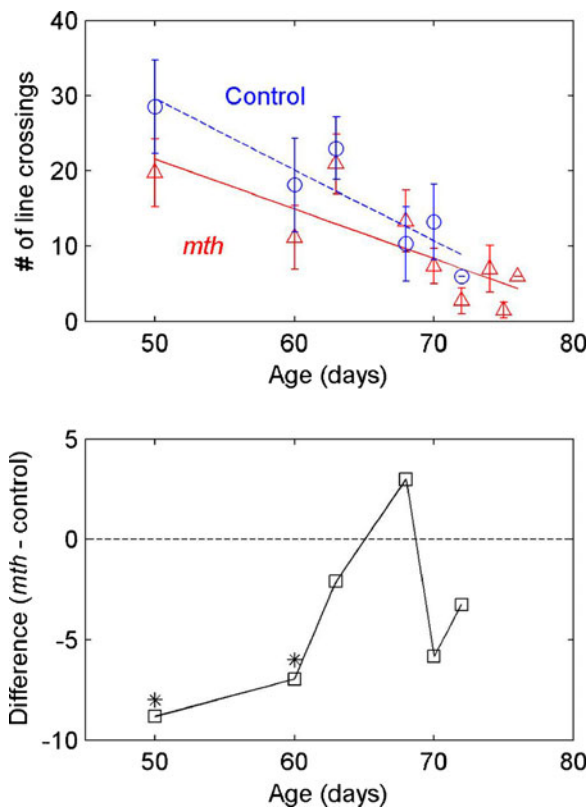 40
30
20
10
0
# of line crossings
Control
mth
50 60 70 80
Age (days)
5
0
-5
-10
Difference (mth - control)
*
*
50 60 70 80
Age (days)